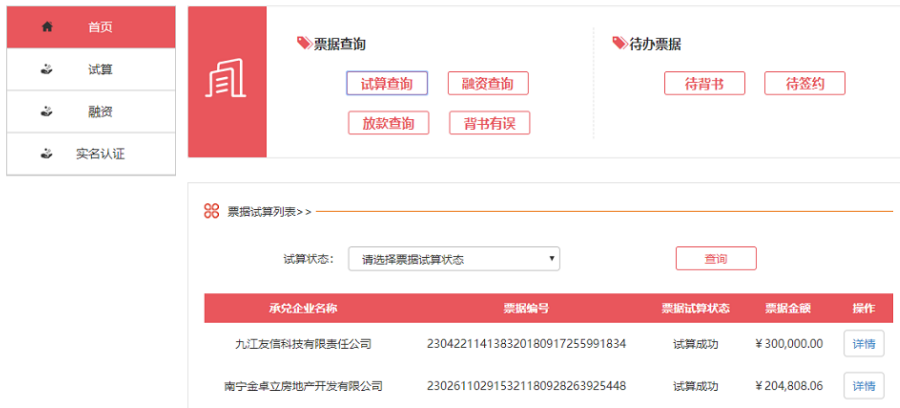 首页
试算
融资
实名认证
票据查询
试算查询 融资查询
放款查询 背书有误
待办票据
待背书 待签约
票据试算列表>>
试算状态： 请选择票据试算状态 查询
承兑企业名称 票据编号 票据试算状态 票据金额 操作
九江友信科技有限责任公司 230422114138320180917255991834 试算成功 ￥300,000.00 详情
南宁金卓立房地产开发有限公司 230261102915321180928263925448 试算成功 ￥204,808.06 详情